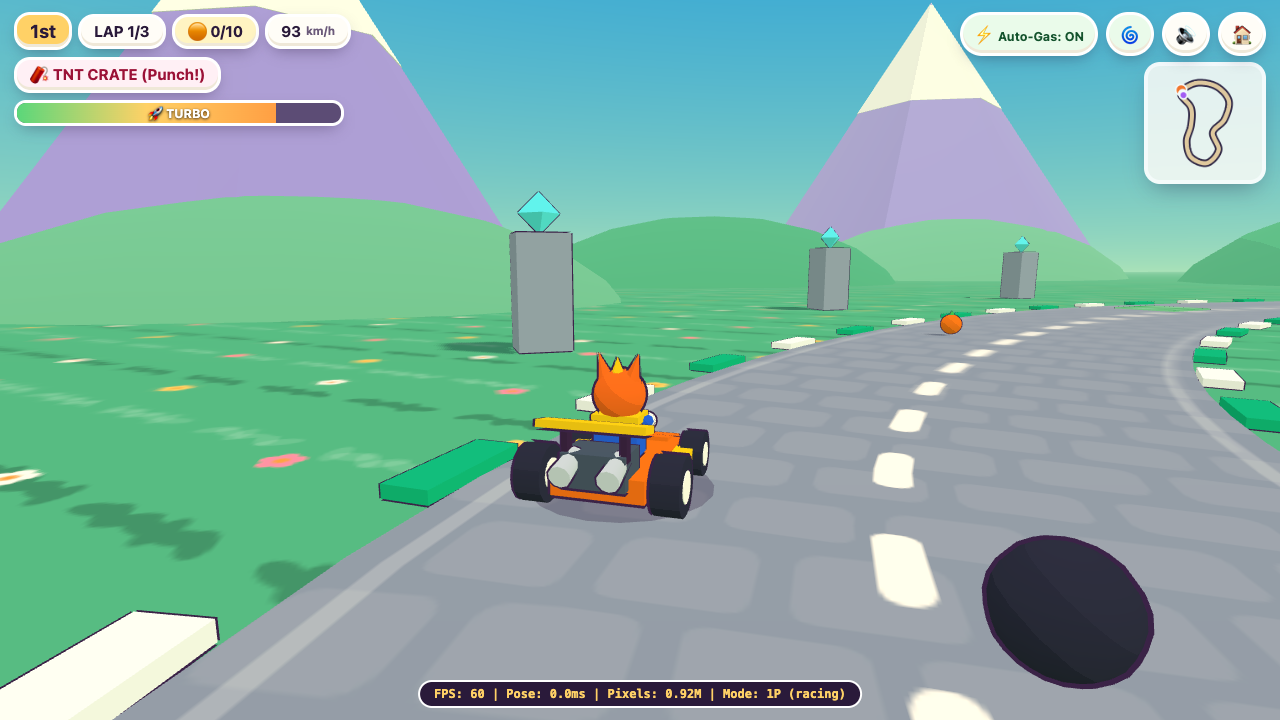 1st
LAP 1/3
0/10
93 km/h
Auto-Gas: ON
TNT CRATE (Punch!)
TURBO
FPS: 60 | Pose: 0.0ms | Pixels: 0.92M | Mode: 1P (racing)